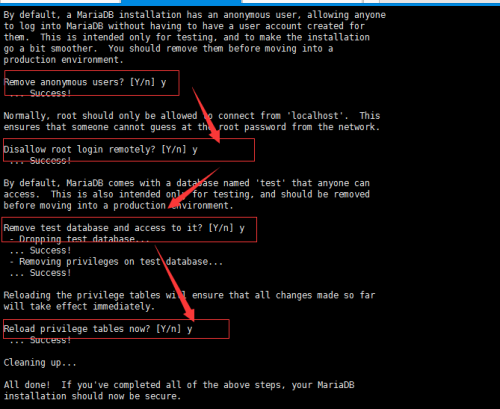 By default, a MariaDB installation has an anonymous user, allowing anyone
to log into MariaDB without having to have a user account created for
them.  This is intended only for testing, and to make the installation
go a bit smoother.  You should remove them before moving into a
production environment.
Remove anonymous users? [Y/n] y
... Success!
Normally, root should only be allowed to connect from 'localhost'.  This
ensures that someone cannot guess at the root password from the network.
Disallow root login remotely? [Y/n] y
... Success!
By default, MariaDB comes with a database named 'test' that anyone can
access.  This is also intended only for testing, and should be removed
before moving into a production environment.
Remove test database and access to it? [Y/n] y
- Dropping test database...
... Success!
- Removing privileges on test database...
... Success!
Reloading the privilege tables will ensure that all changes made so far
will take effect immediately.
Reload privilege tables now? [Y/n] y
... Success!
Cleaning up...
All done!  If you've completed all of the above steps, your MariaDB
installation should now be secure.